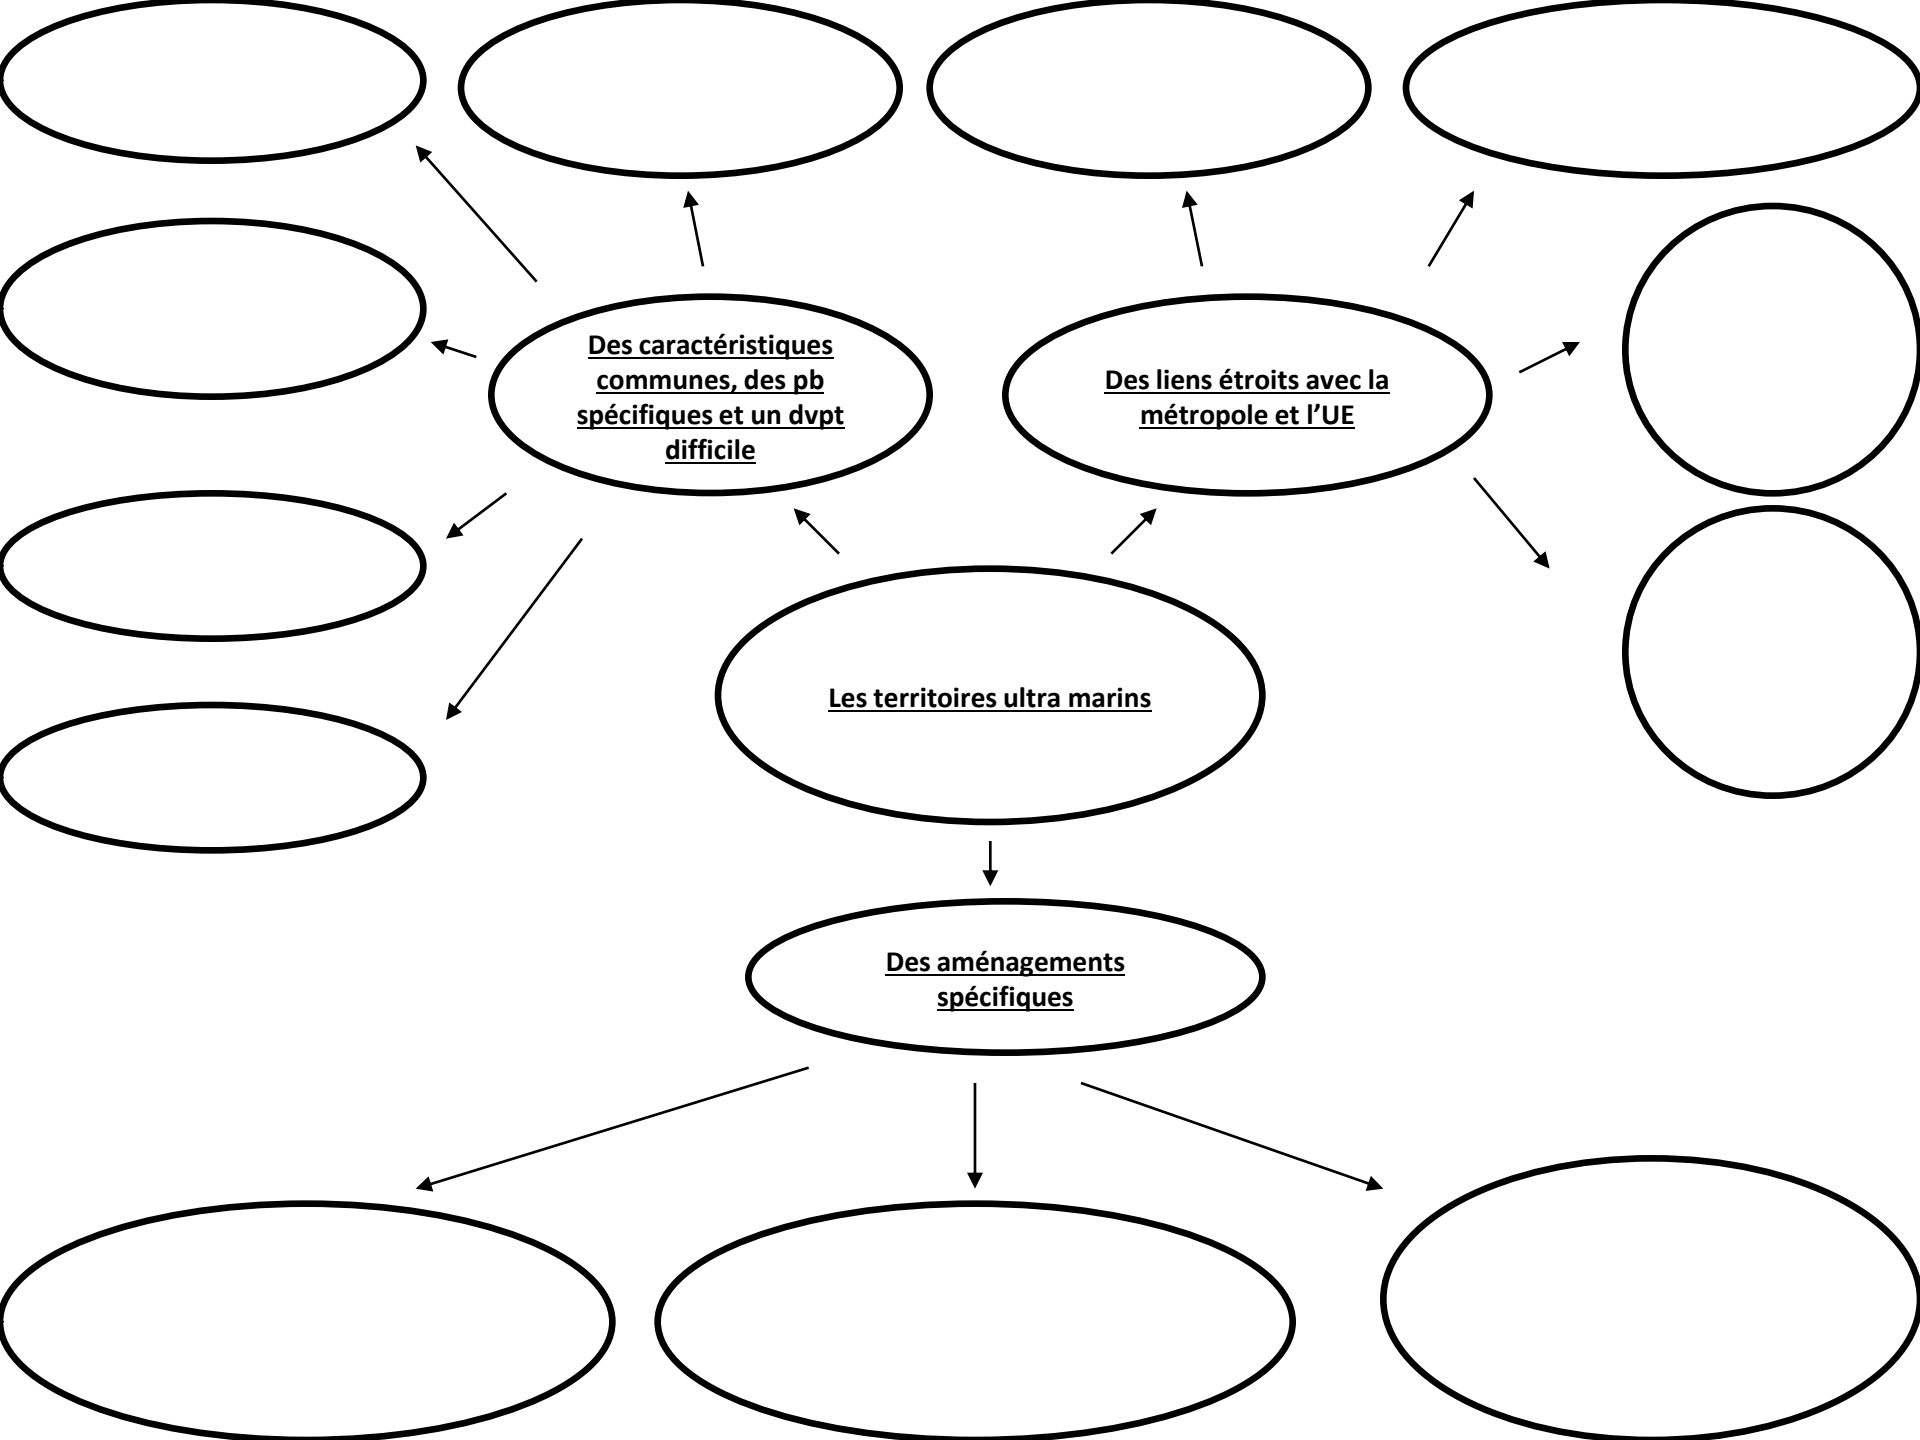 Des caractéristiques
communes, des pb
spécifiques et un dvpt
difficile
Des liens étroits avec la
métropole et l’UE
Les territoires ultra marins
Des aménagements
spécifiques